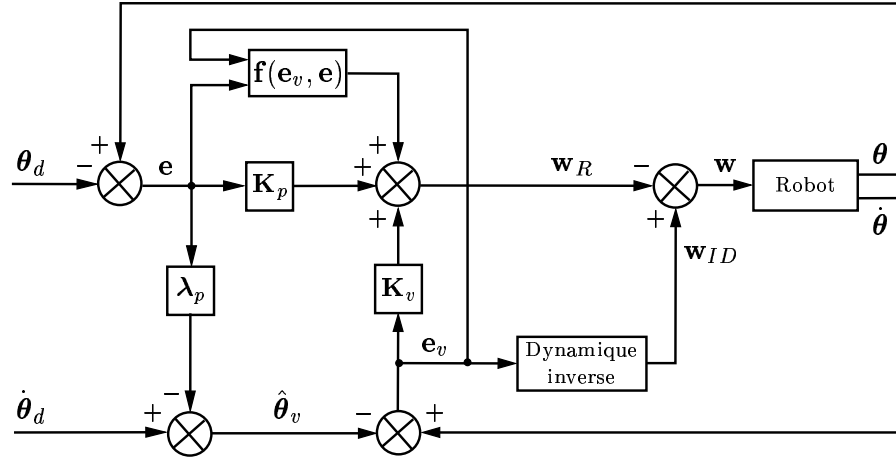 f(e_v, e)
+
θ_d
−
e
K_p
+
+
+
w_R
−
+
w
Robot
θ
θ̇
w_ID
λ_p
K_v
e_v
Dynamique
inverse
−
θ̇_d
+
θ̂̇_v
−
+